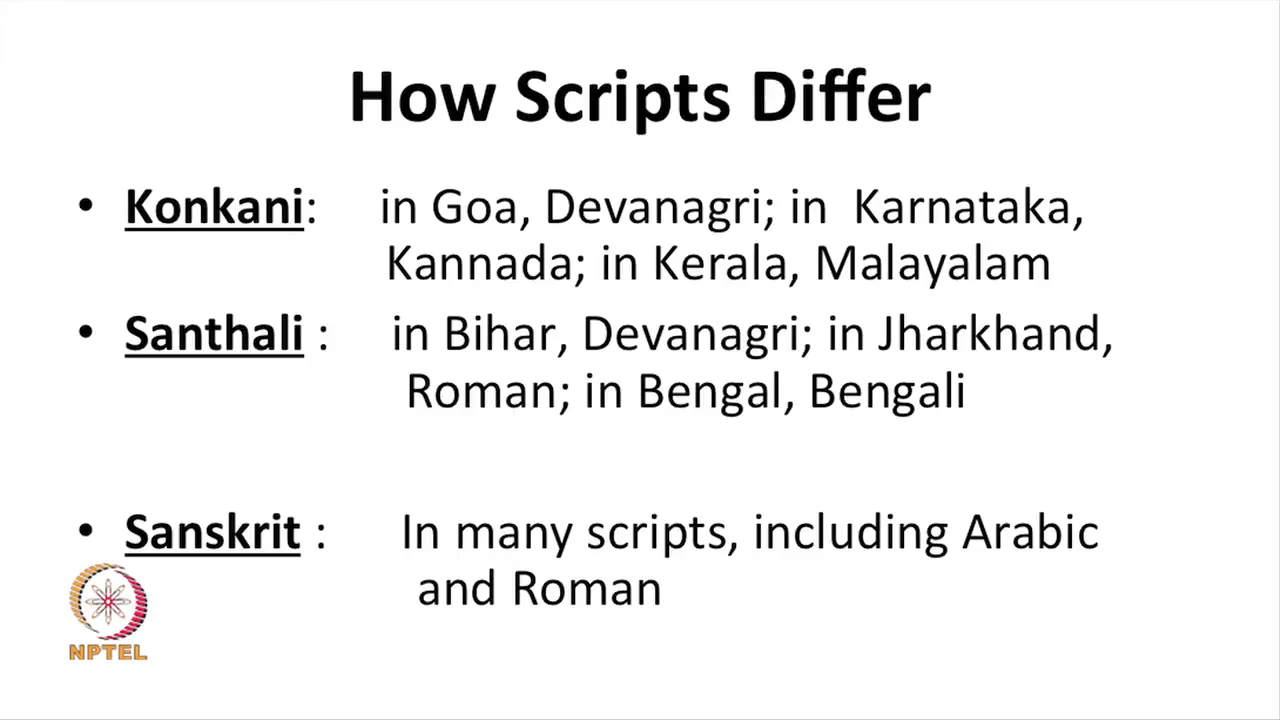 How Scripts Differ
• Konkani: in Goa, Devanagri; in Karnataka,
Kannada; in Kerala, Malayalam
• Santhali : in Bihar, Devanagri; in Jharkhand,
Roman; in Bengal, Bengali
• Sanskrit : In many scripts, including Arabic
and Roman
NPTEL